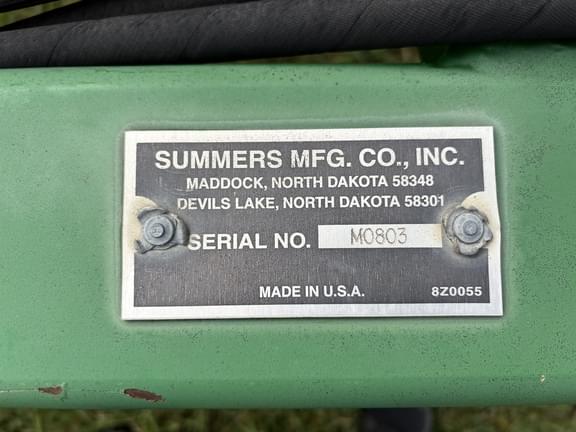 SUMMERS MFG. CO., INC.
MADDOCK, NORTH DAKOTA 58348
DEVILS LAKE, NORTH DAKOTA 58301
SERIAL NO. M0803
MADE IN U.S.A. 8Z0055